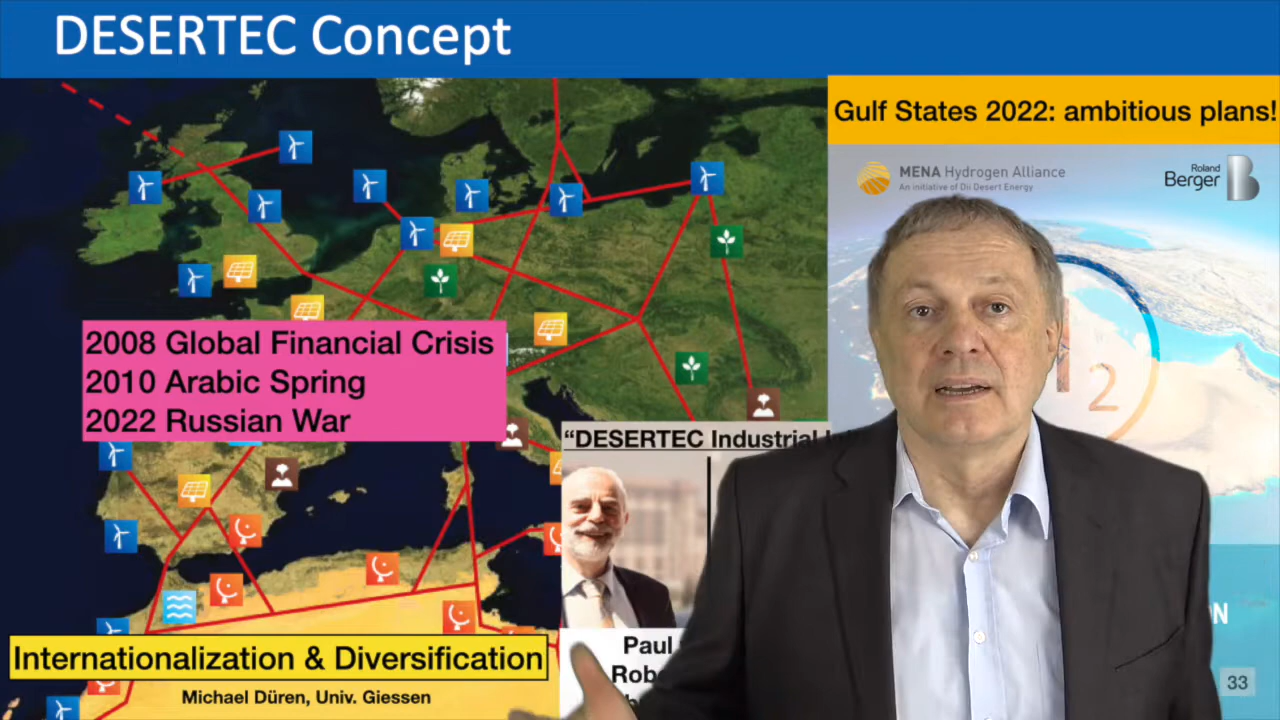 DESERTEC Concept
Gulf States 2022: ambitious plans!
MENA Hydrogen Alliance
An initiative of Dii Desert Energy
Roland
Berger
2008 Global Financial Crisis
2010 Arabic Spring
2022 Russian War
2
"DESERTEC Industrial
Paul
Internationalization & Diversification
Michael Düren, Univ. Giessen
33